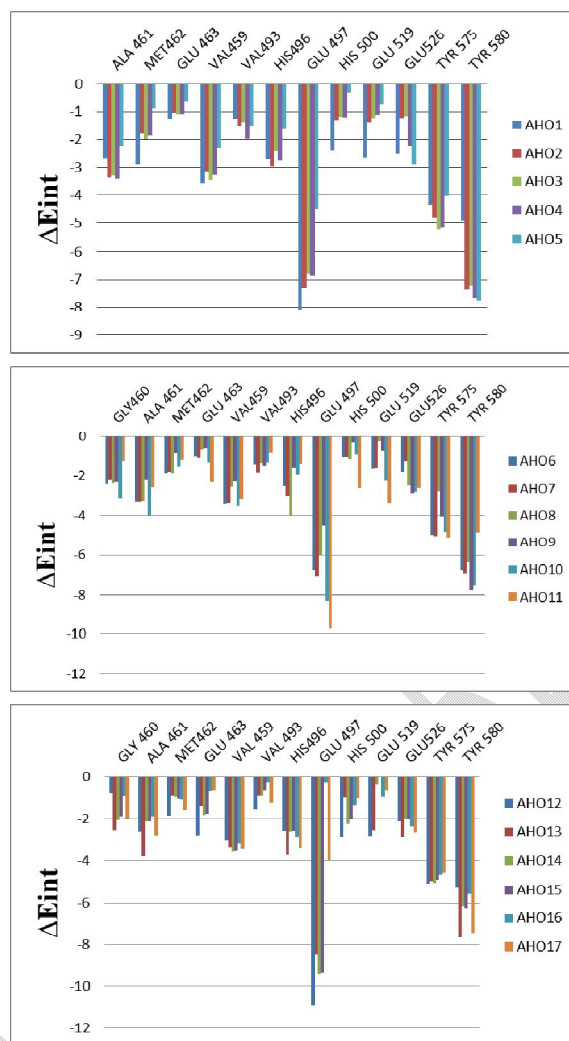 ALA 461
MET462
GLU 463
VAL459
VAL493
HIS496
GLU 497
HIS 500
GLU 519
GLU526
TYR 575
TYR 580
0
-1
-2
-3
-4
-5
-6
-7
-8
-9
ΔEint
AHO1
AHO2
AHO3
AHO4
AHO5
GLY460
ALA 461
MET462
GLU 463
VAL459
VAL493
HIS496
GLU 497
HIS 500
GLU 519
GLU526
TYR 575
TYR 580
0
-2
-4
-6
-8
-10
-12
ΔEint
AHO6
AHO7
AHO8
AHO9
AHO10
AHO11
GLY 460
ALA 461
MET462
GLU 463
VAL 459
VAL 493
HIS496
GLU 497
HIS 500
GLU 519
GLU526
TYR 575
TYR 580
0
-2
-4
-6
-8
-10
-12
ΔEint
AHO12
AHO13
AHO14
AHO15
AHO16
AHO17